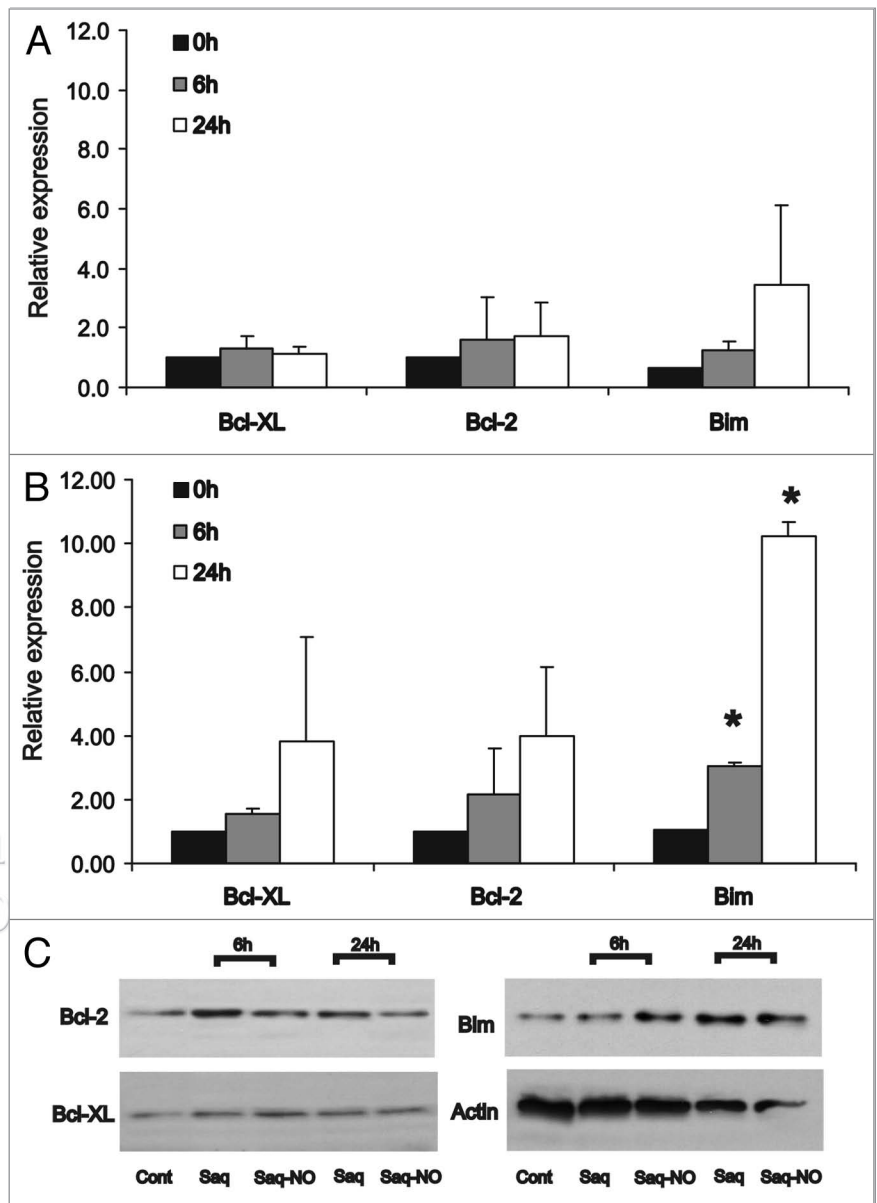 A
12.0
10.0
8.0
6.0
4.0
2.0
0.0
Relative expression
0h
6h
24h
Bcl-XL Bcl-2 Bim
B
12.00
10.00
8.00
6.00
4.00
2.00
0.00
Relative expression
0h
6h
24h
* *
Bcl-XL Bcl-2 Bim
C
6h 24h 6h 24h
Bcl-2 Bim
Bcl-XL Actin
Cont Saq Saq-NO Saq Saq-NO Cont Saq Saq-NO Saq Saq-NO